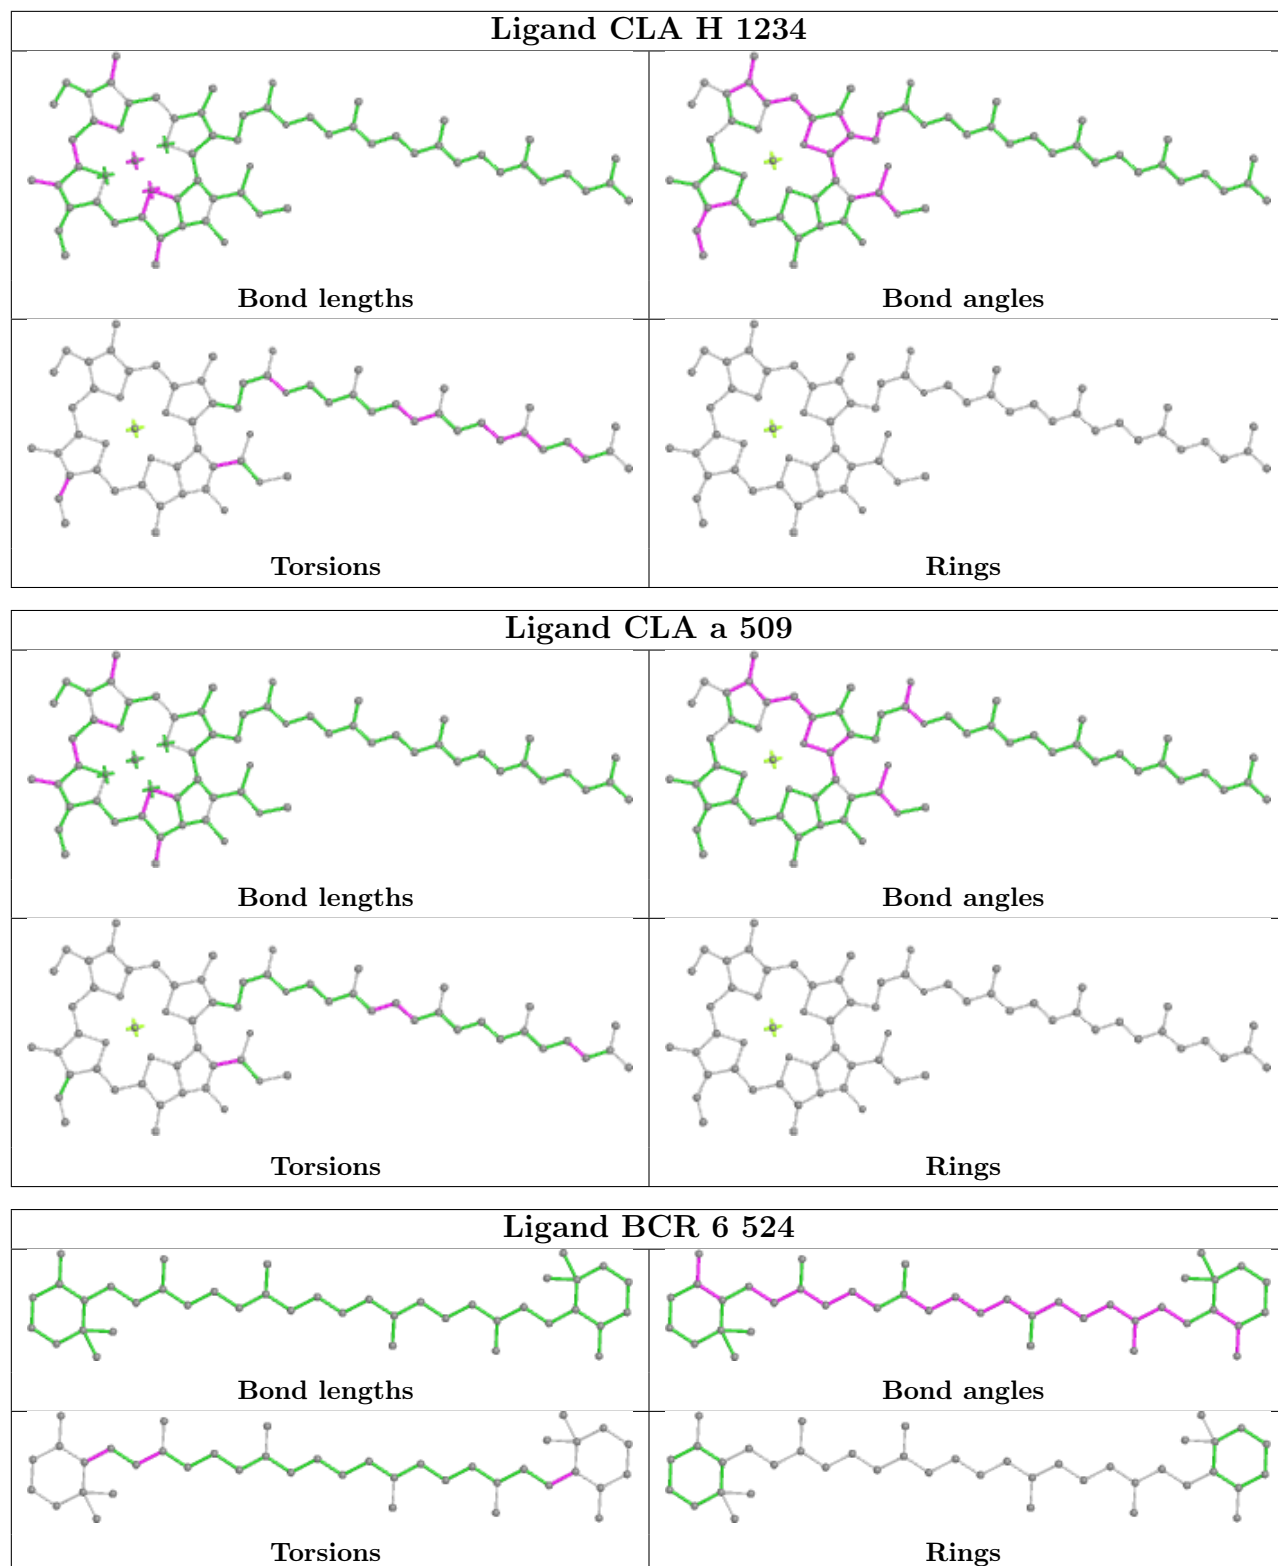 Ligand CLA H 1234
Bond lengths
Bond angles
Torsions
Rings
Ligand CLA a 509
Bond lengths
Bond angles
Torsions
Rings
Ligand BCR 6 524
Bond lengths
Bond angles
Torsions
Rings